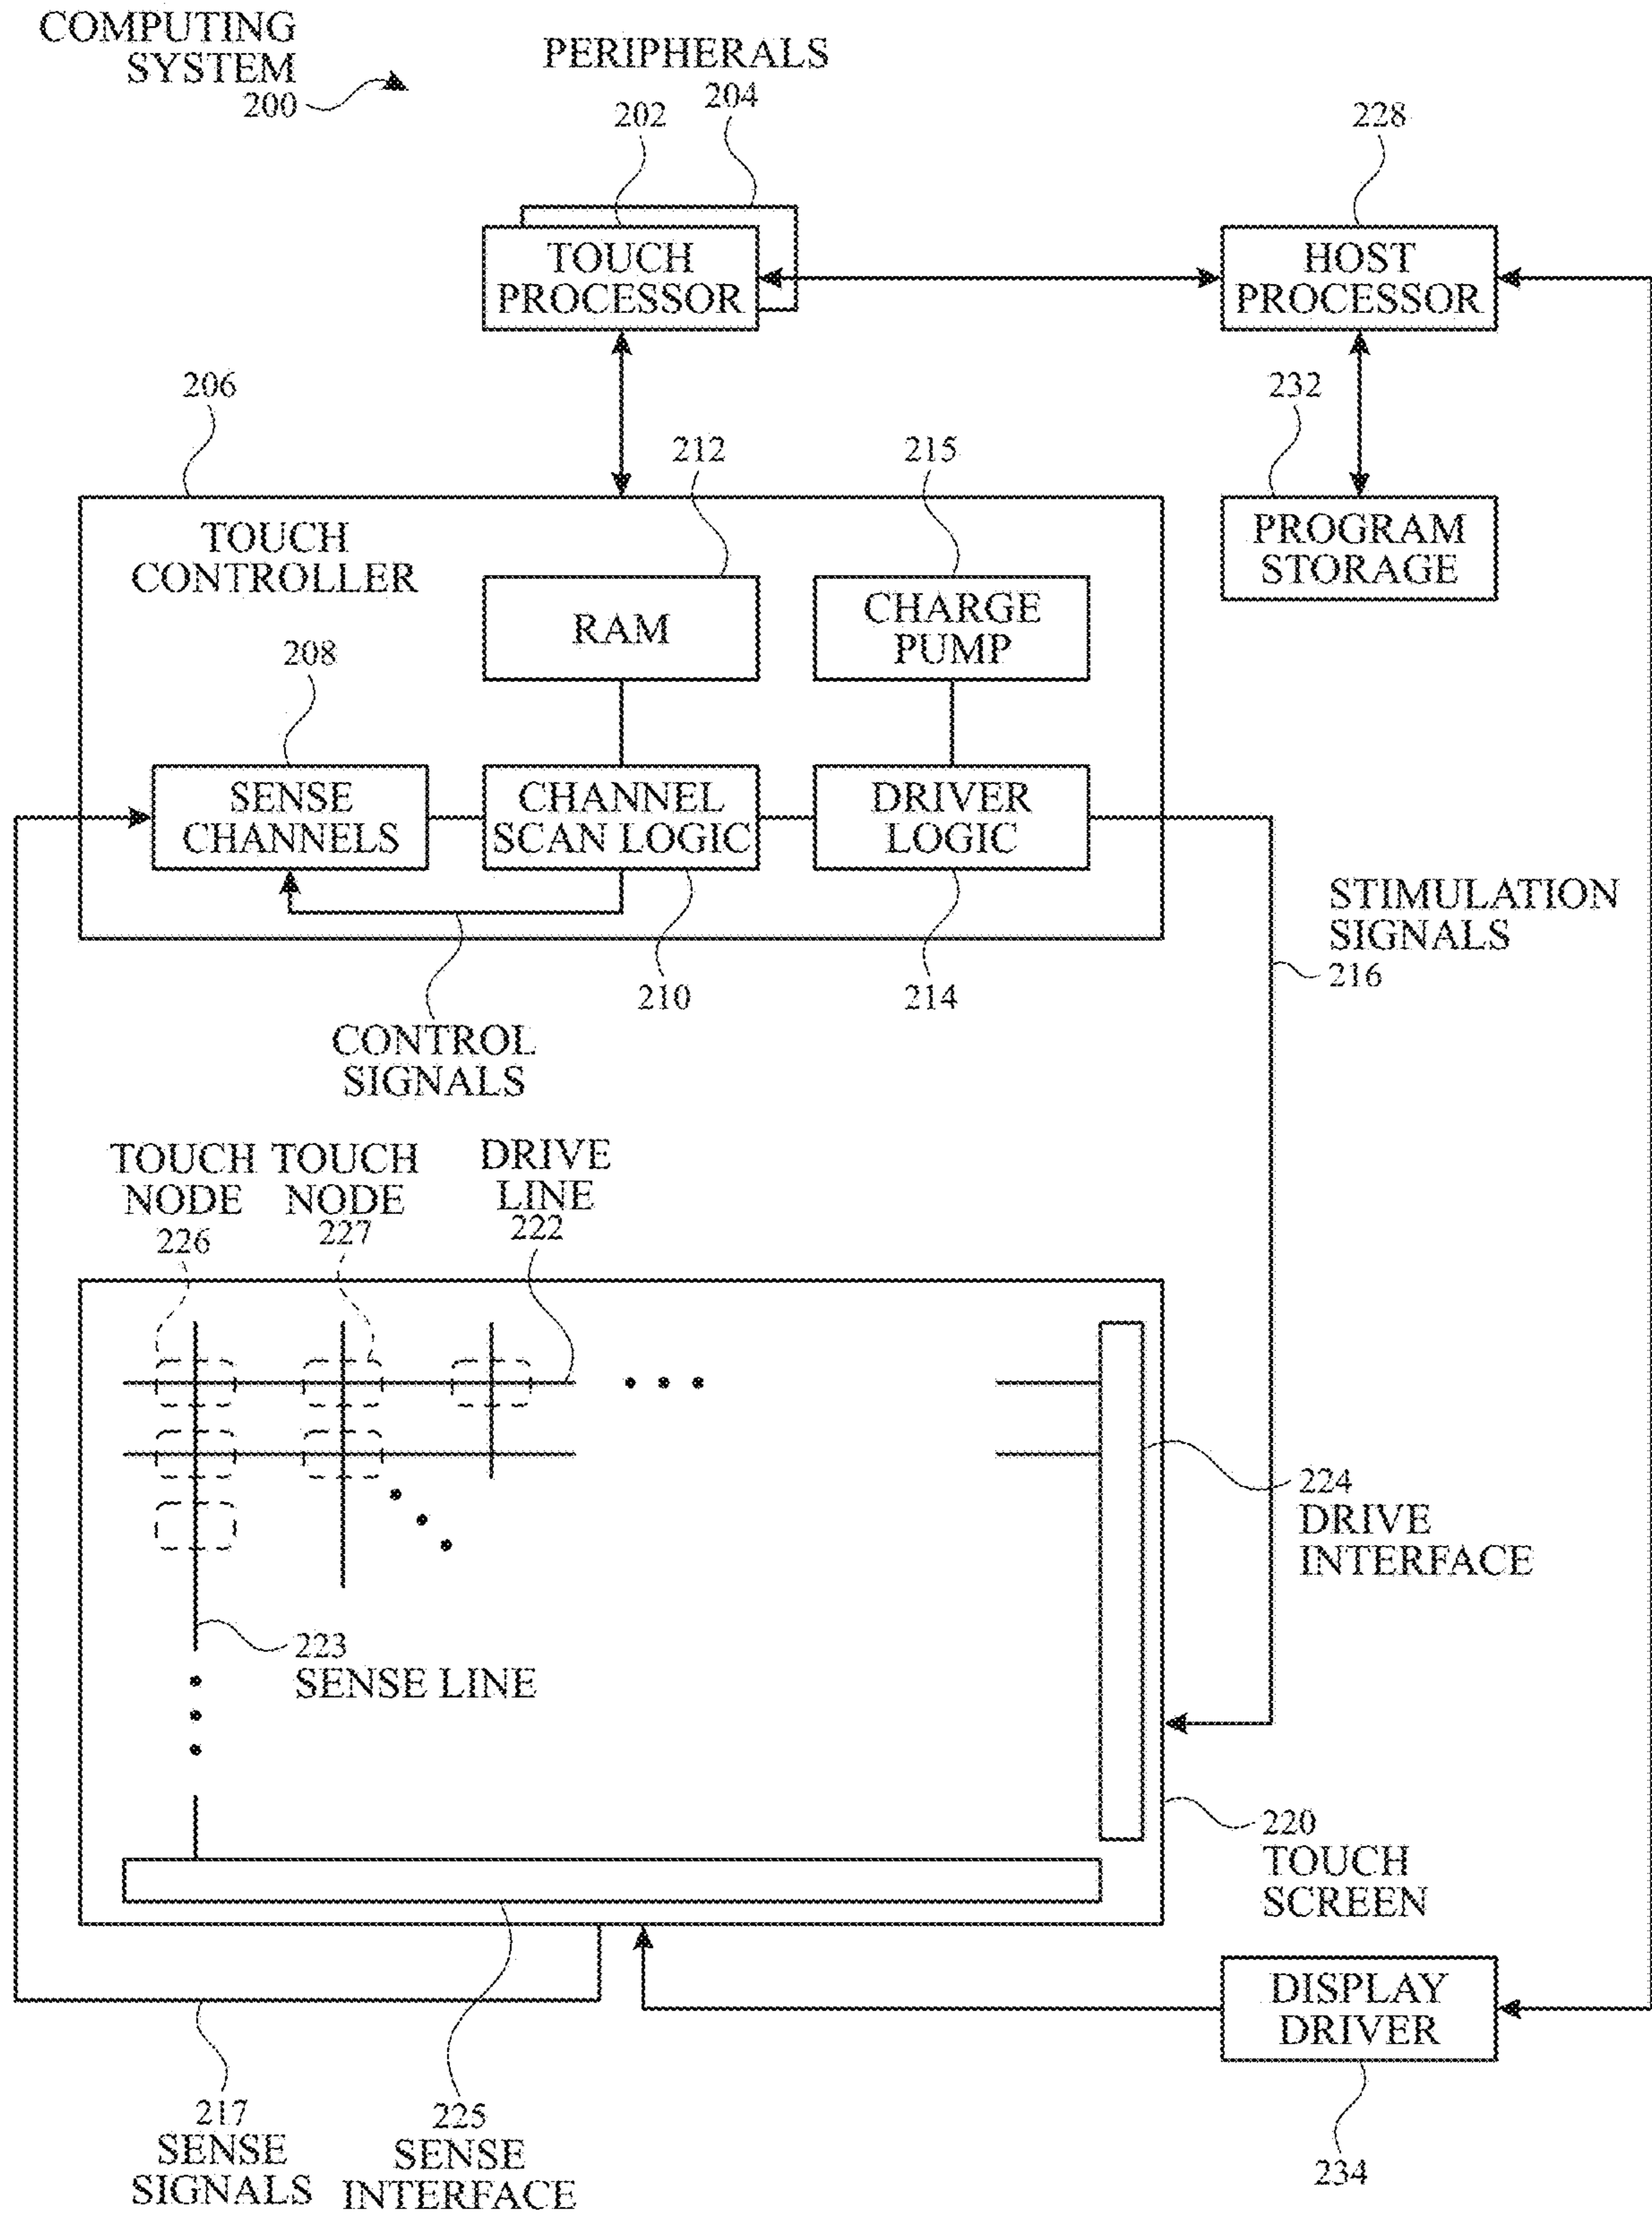 COMPUTING
SYSTEM
200
PERIPHERALS
204
202
228
TOUCH
PROCESSOR
HOST
PROCESSOR
206
232
212
215
TOUCH
CONTROLLER
PROGRAM
STORAGE
RAM
CHARGE
PUMP
208
SENSE
CHANNELS
CHANNEL
SCAN LOGIC
DRIVER
LOGIC
STIMULATION
SIGNALS
216
210
214
CONTROL
SIGNALS
TOUCH
NODE
226
TOUCH
NODE
227
DRIVE
LINE
222
224
DRIVE
INTERFACE
223
SENSE LINE
220
TOUCH
SCREEN
DISPLAY
DRIVER
217
SENSE
SIGNALS
225
SENSE
INTERFACE
234